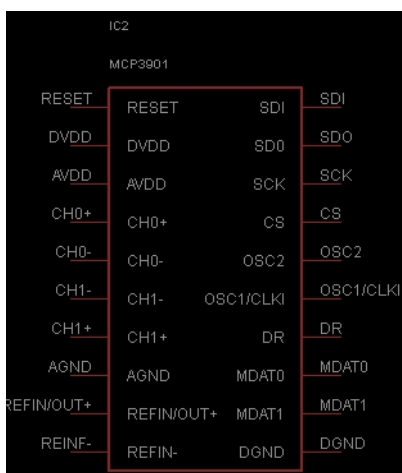 IC2
MCP3901
RESET RESET SDI SDI
DVDD DVDD SD0 SDO
AVDD AVDD SCK SCK
CH0+ CH0+ CS CS
CH0- CH0- OSC2 OSC2
CH1- CH1- OSC1/CLKI OSC1/CLKI
CH1+ CH1+ DR DR
AGND AGND MDAT0 MDAT0
REFIN/OUT+ REFIN/OUT+ MDAT1 MDAT1
REINF- REFIN- DGND DGND